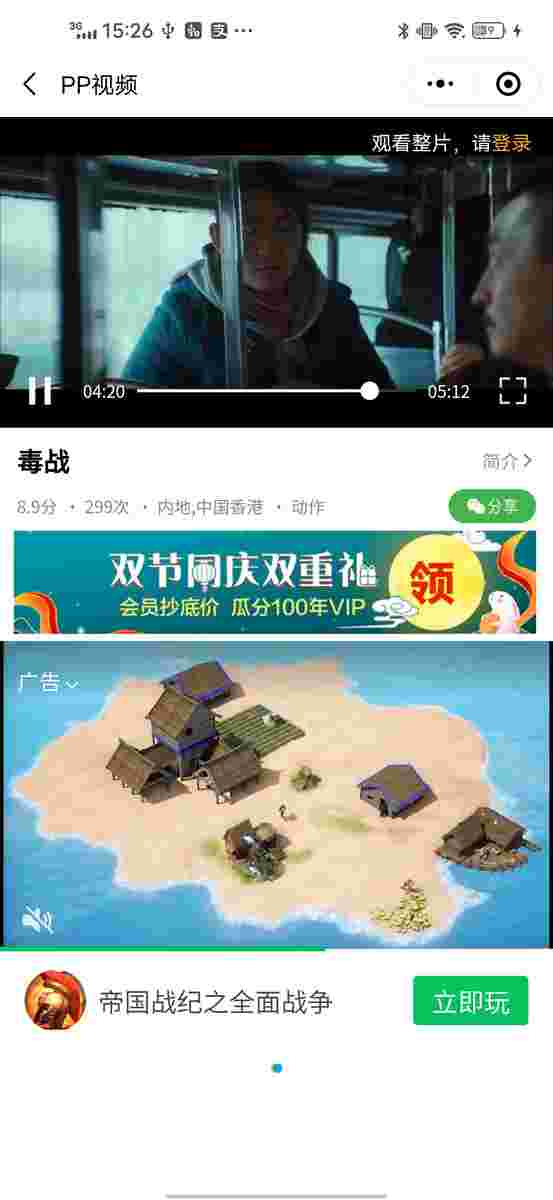 3G 15:26
PP视频
观看整片，请登录
04:20 05:12
毒战 简介
8.9分 · 299次 · 内地,中国香港 · 动作 分享
双节同庆双重礼 领
会员抄底价 瓜分100年VIP
广告
帝国战纪之全面战争 立即玩